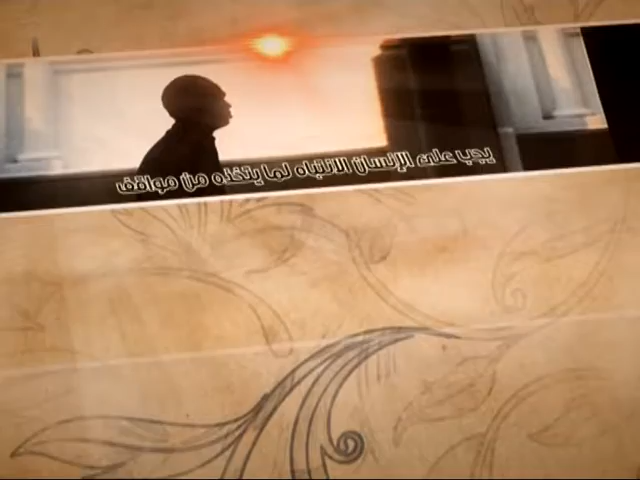 يجب على الإنسان الانتباه لما يتخذه من مواقف